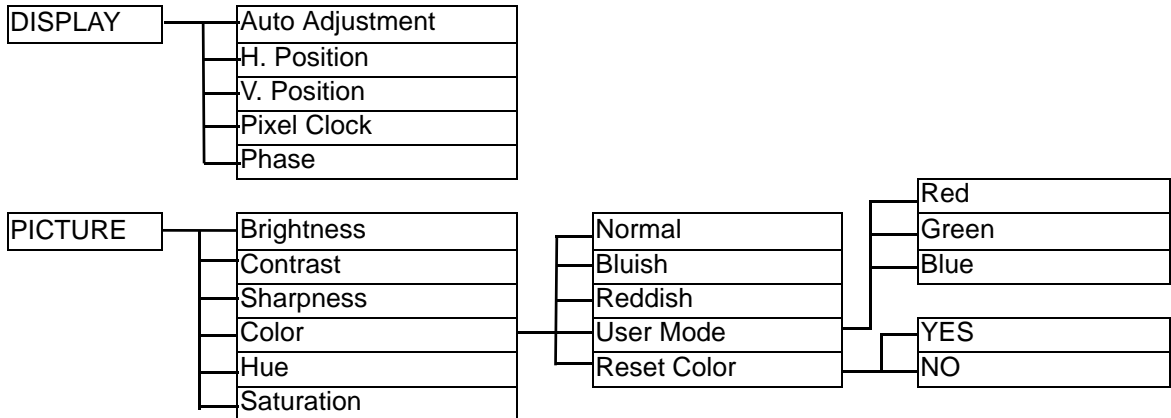 DISPLAY
Auto Adjustment
H. Position
V. Position
Pixel Clock
Phase
PICTURE
Brightness
Contrast
Sharpness
Color
Hue
Saturation
Normal
Bluish
Reddish
User Mode
Reset Color
Red
Green
Blue
YES
NO